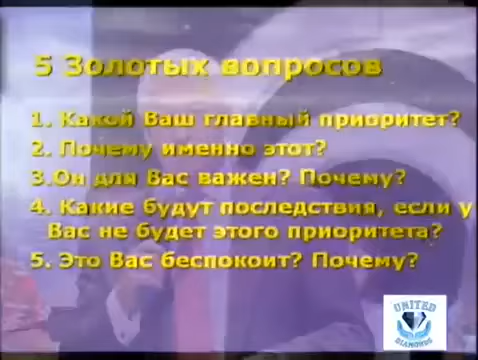 5 Золотых вопросов
1. Какой Ваш главный приоритет?
2. Почему именно этот?
3.Он для Вас важен? Почему?
4. Какие будут последствия, если у
Вас не будет этого приоритета?
5. Это Вас беспокоит? Почему?
UNITED
DIAMONDS